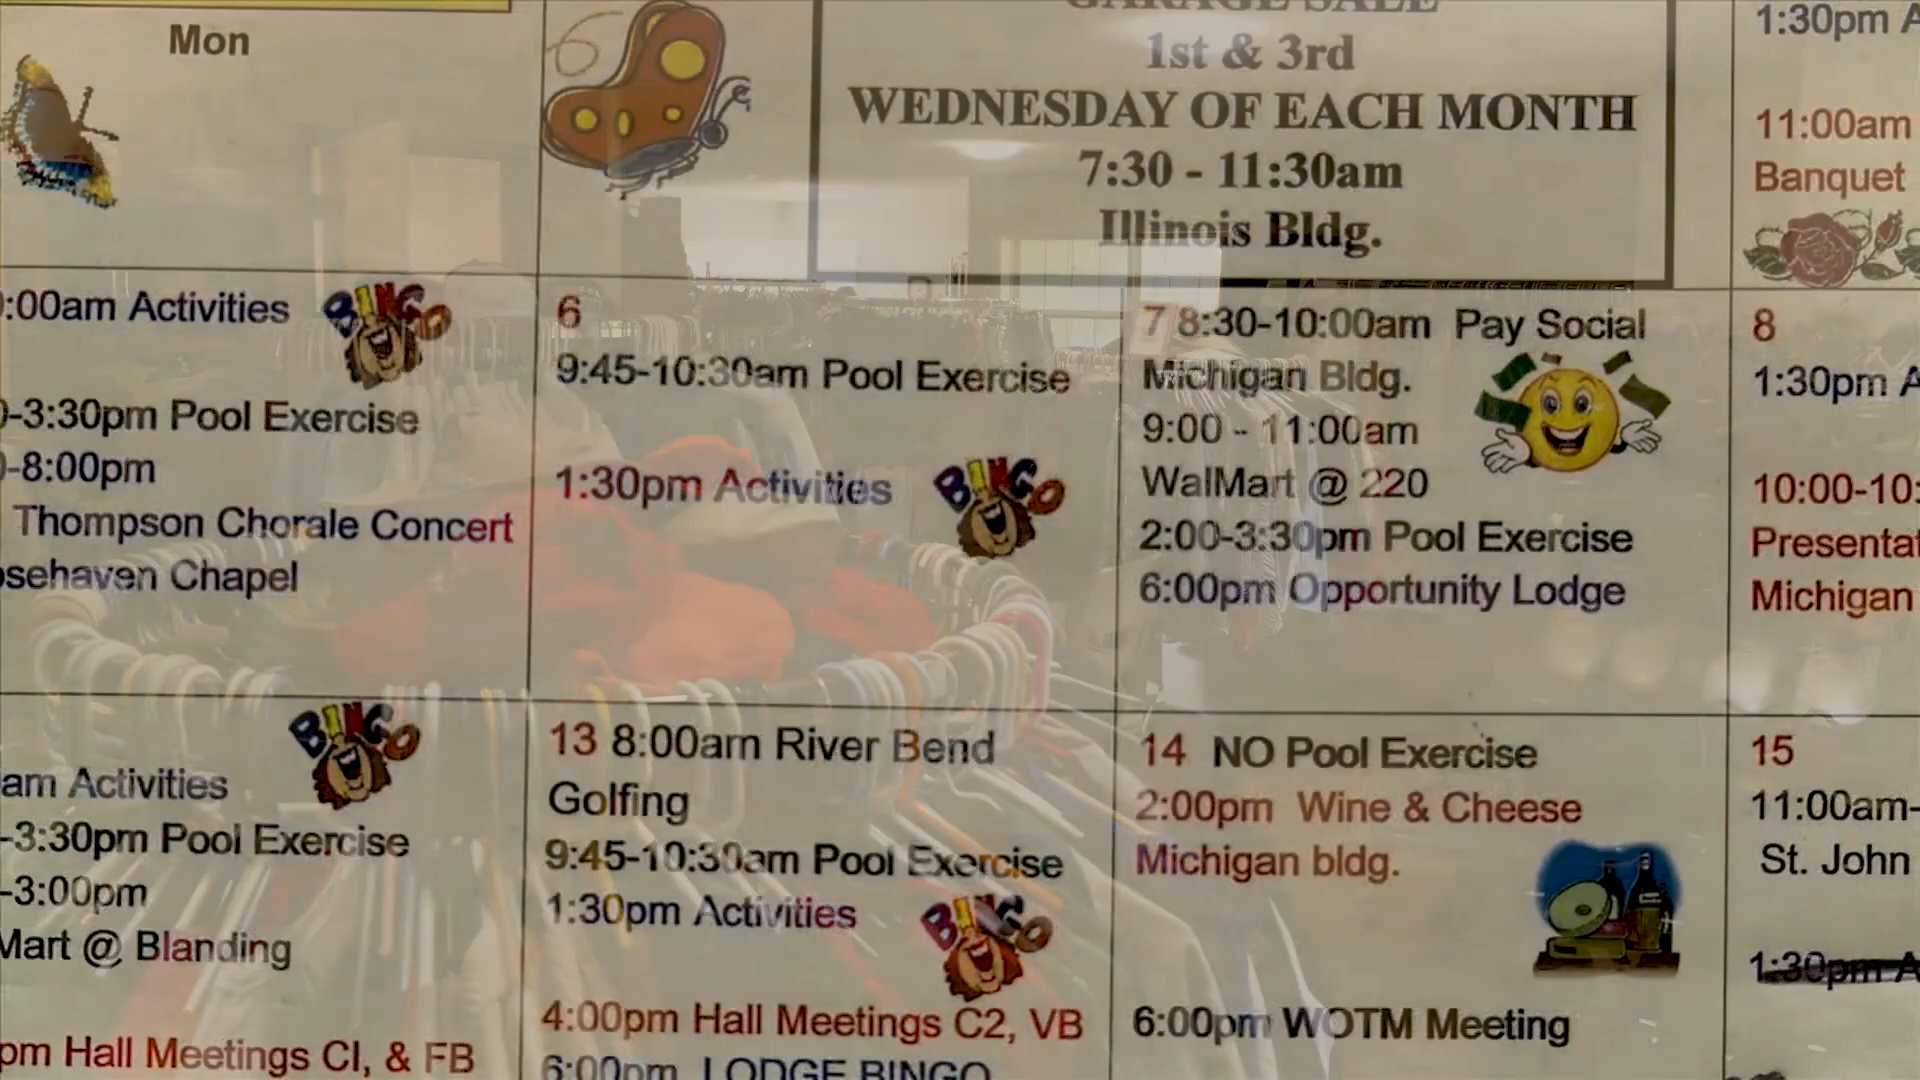 Mon
GARAGE SALE
1st & 3rd
WEDNESDAY OF EACH MONTH
7:30 - 11:30am
Illinois Bldg.
1:30pm A
11:00am
Banquet
:00am Activities
BINGO
-3:30pm Pool Exercise
-8:00pm
Thompson Chorale Concert
sehaven Chapel
6
9:45-10:30am Pool Exercise
1:30pm Activities
BINGO
7 8:30-10:00am Pay Social
Michigan Bldg.
9:00 - 11:00am
WalMart @ 220
2:00-3:30pm Pool Exercise
6:00pm Opportunity Lodge
8
1:30pm A
10:00-10:
Presentat
Michigan
BINGO
am Activities
-3:30pm Pool Exercise
-3:00pm
Mart @ Blanding
pm Hall Meetings CI, & FB
13 8:00am River Bend
Golfing
9:45-10:30am Pool Exercise
1:30pm Activities
BINGO
4:00pm Hall Meetings C2, VB
6:00pm LODGE BINGO
14 NO Pool Exercise
2:00pm Wine & Cheese
Michigan bldg.
6:00pm WOTM Meeting
15
11:00am-
St. John
1:30pm A